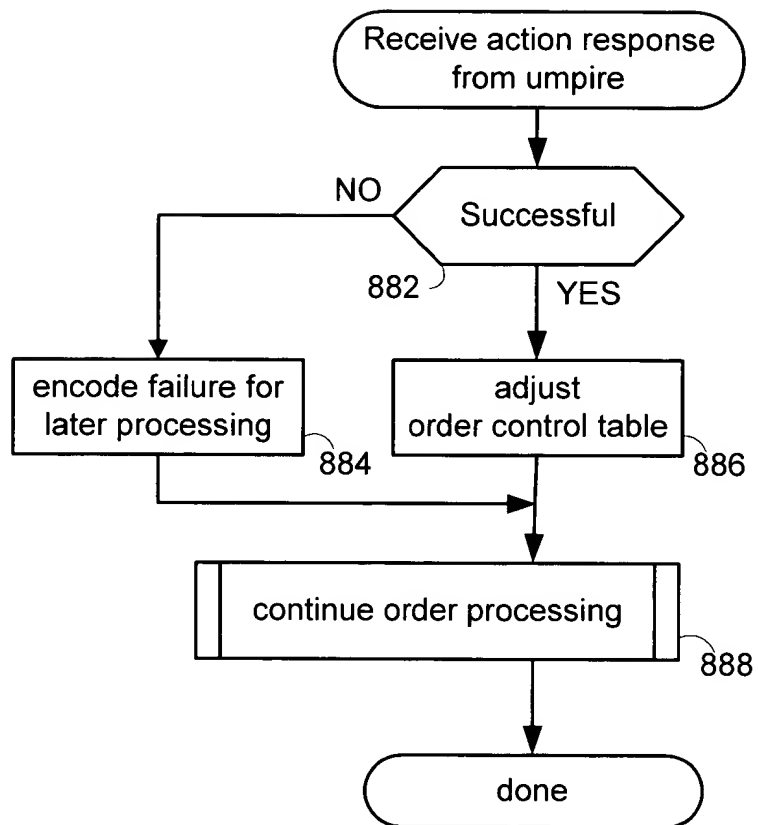 Receive action response
from umpire
NO
Successful
882
YES
encode failure for
later processing
884
adjust
order control table
886
continue order processing
888
done